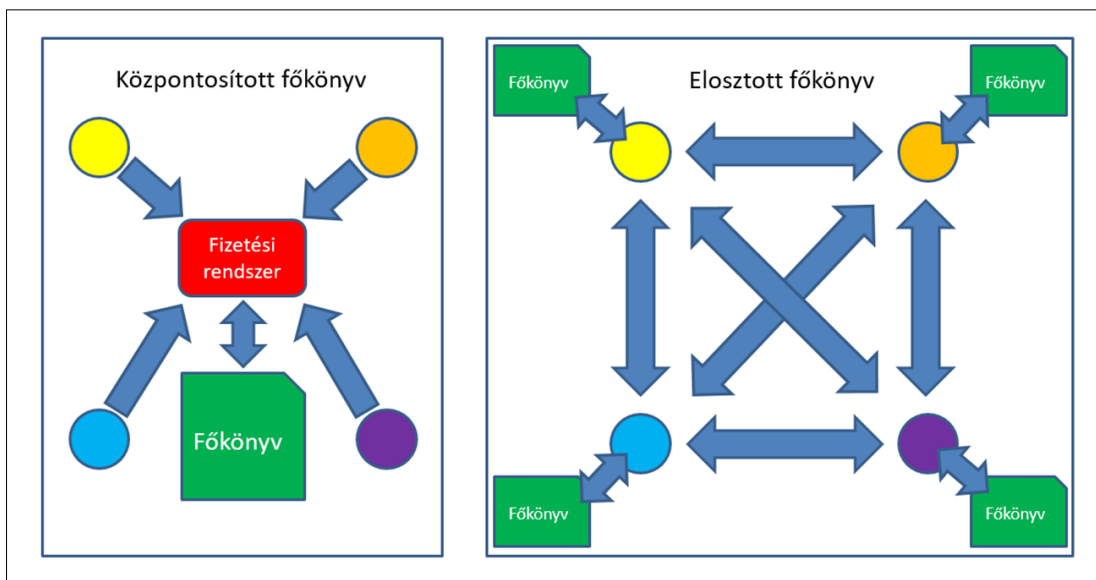 Központosított főkönyv
Fizetési
rendszer
Főkönyv
Elosztott főkönyv
Főkönyv
Főkönyv
Főkönyv
Főkönyv